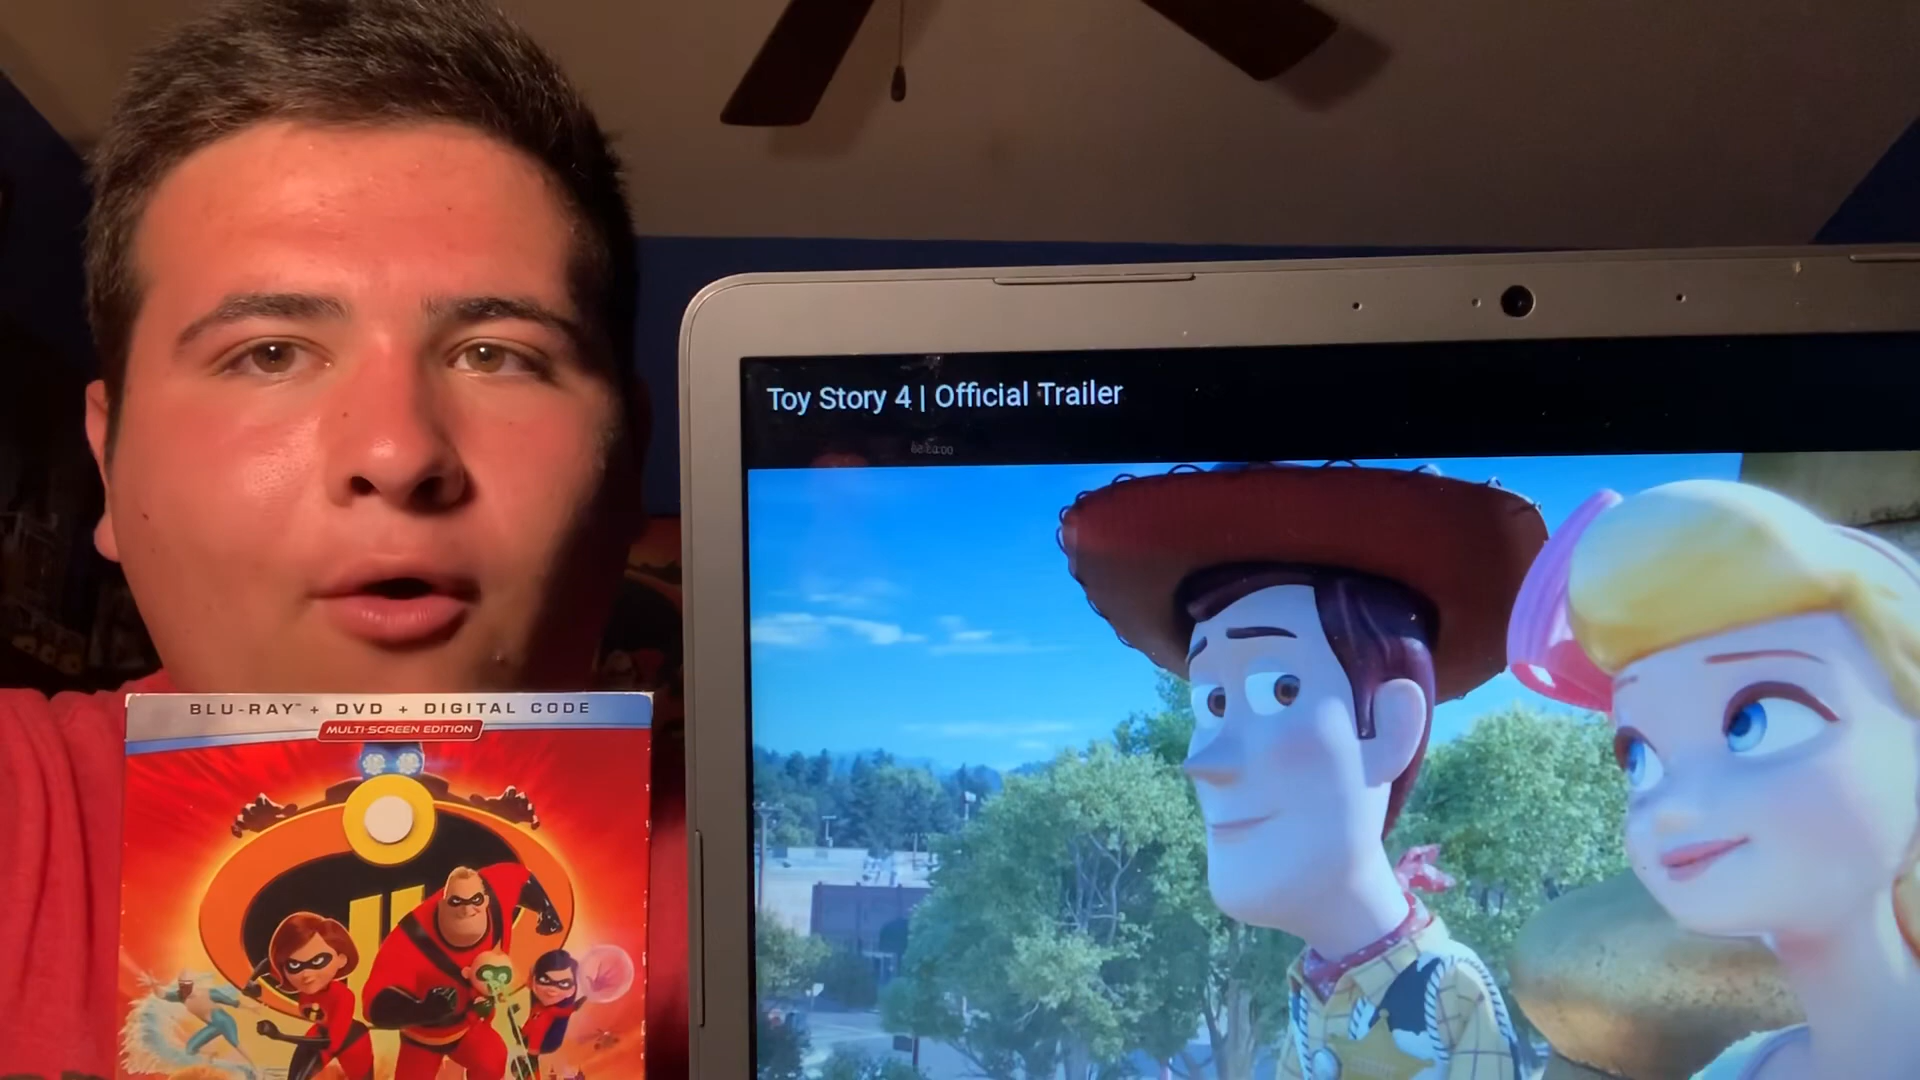 Toy Story 4 | Official Trailer
BLU-RAY™ + DVD + DIGITAL CODE
MULTI-SCREEN EDITION